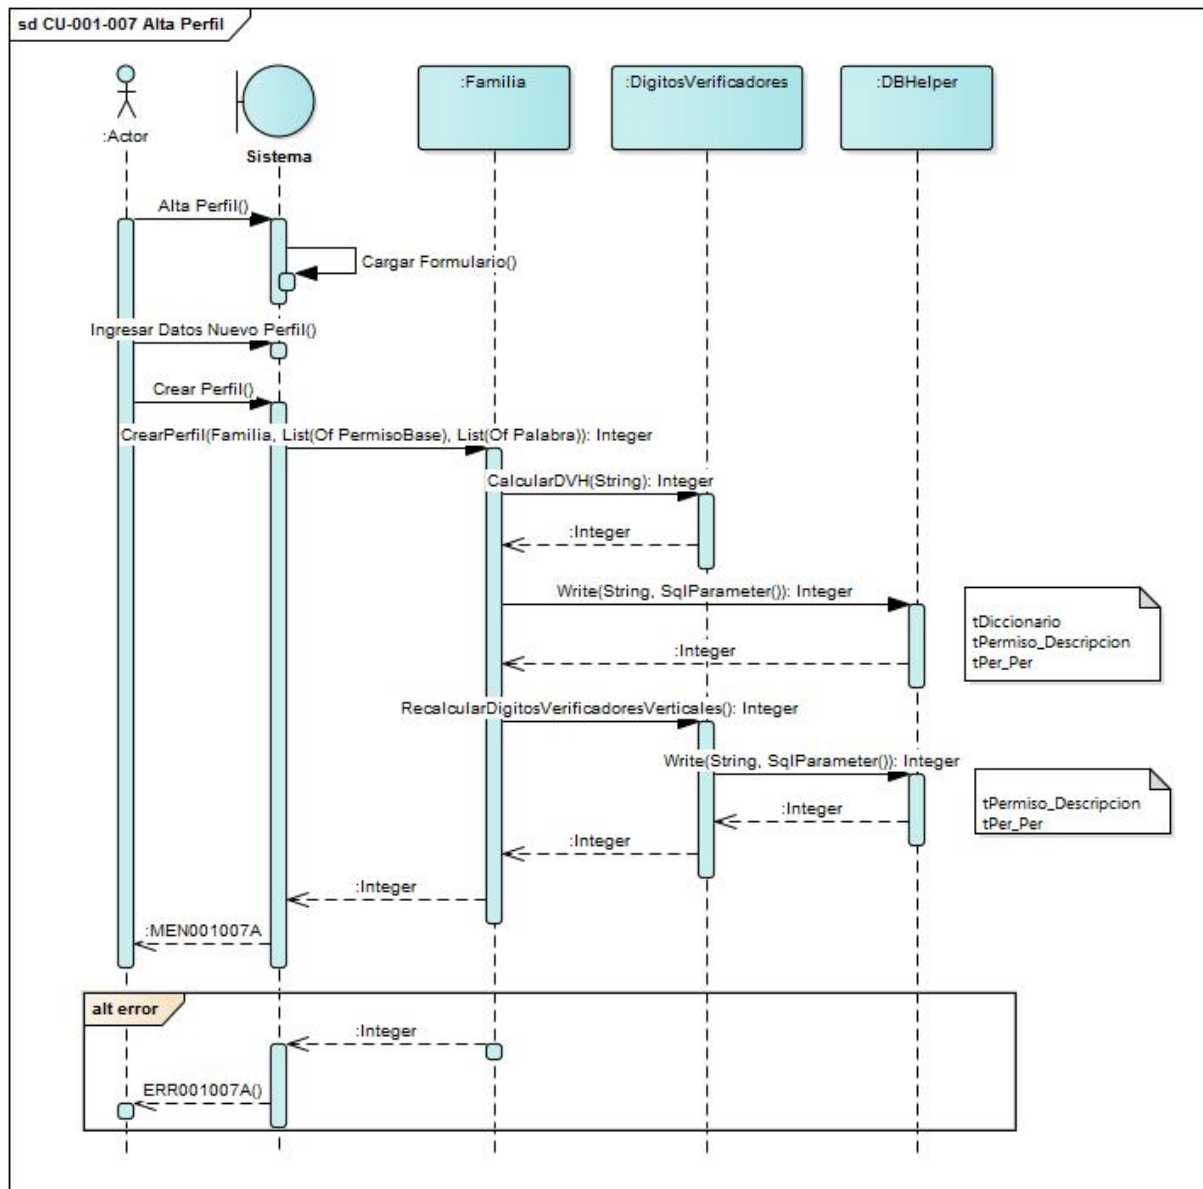 sd CU-001-007 Alta Perfil
:Actor
Sistema
:Familia
:DigitosVerificadores
:DBHelper
Alta Perfil()
Cargar Formulario()
Ingresar Datos Nuevo Perfil()
Crear Perfil()
CrearPerfil(Familia, List(Of PermisoBase), List(Of Palabra)): Integer
CalcularDVH(String): Integer
:Integer
Write(String, SqlParameter()): Integer
tDiccionario
tPermiso_Descripcion
tPer_Per
:Integer
RecalcularDigitosVerificadoresVerticales(): Integer
Write(String, SqlParameter()): Integer
tPermiso_Descripcion
tPer_Per
:Integer
:Integer
:Integer
:MEN001007A
alt error
:Integer
ERR001007A()